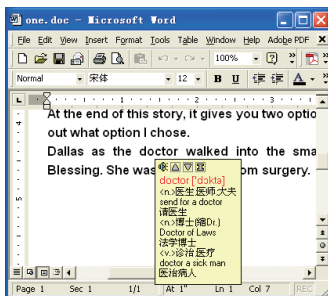 one.doc - Microsoft Word
File Edit View Insert Format Tools Table Window Help Adobe PDF
100%
Normal 宋体 12 B U A
1 2 3
At the end of this story, it gives you two optio
out what option I chose.
Dallas as the doctor walked into the sma
Blessing. She was om surgery.
doctor ['dɔktə]
<n.>医生,医师,大夫
send for a doctor
请医生
<n.>博士(缩Dr.)
Doctor of Laws
法学博士
<v.>诊治,医疗
doctor a sick man
医治病人
Page 1 Sec 1 1/1 At 1" Ln 1 Col 7 REC